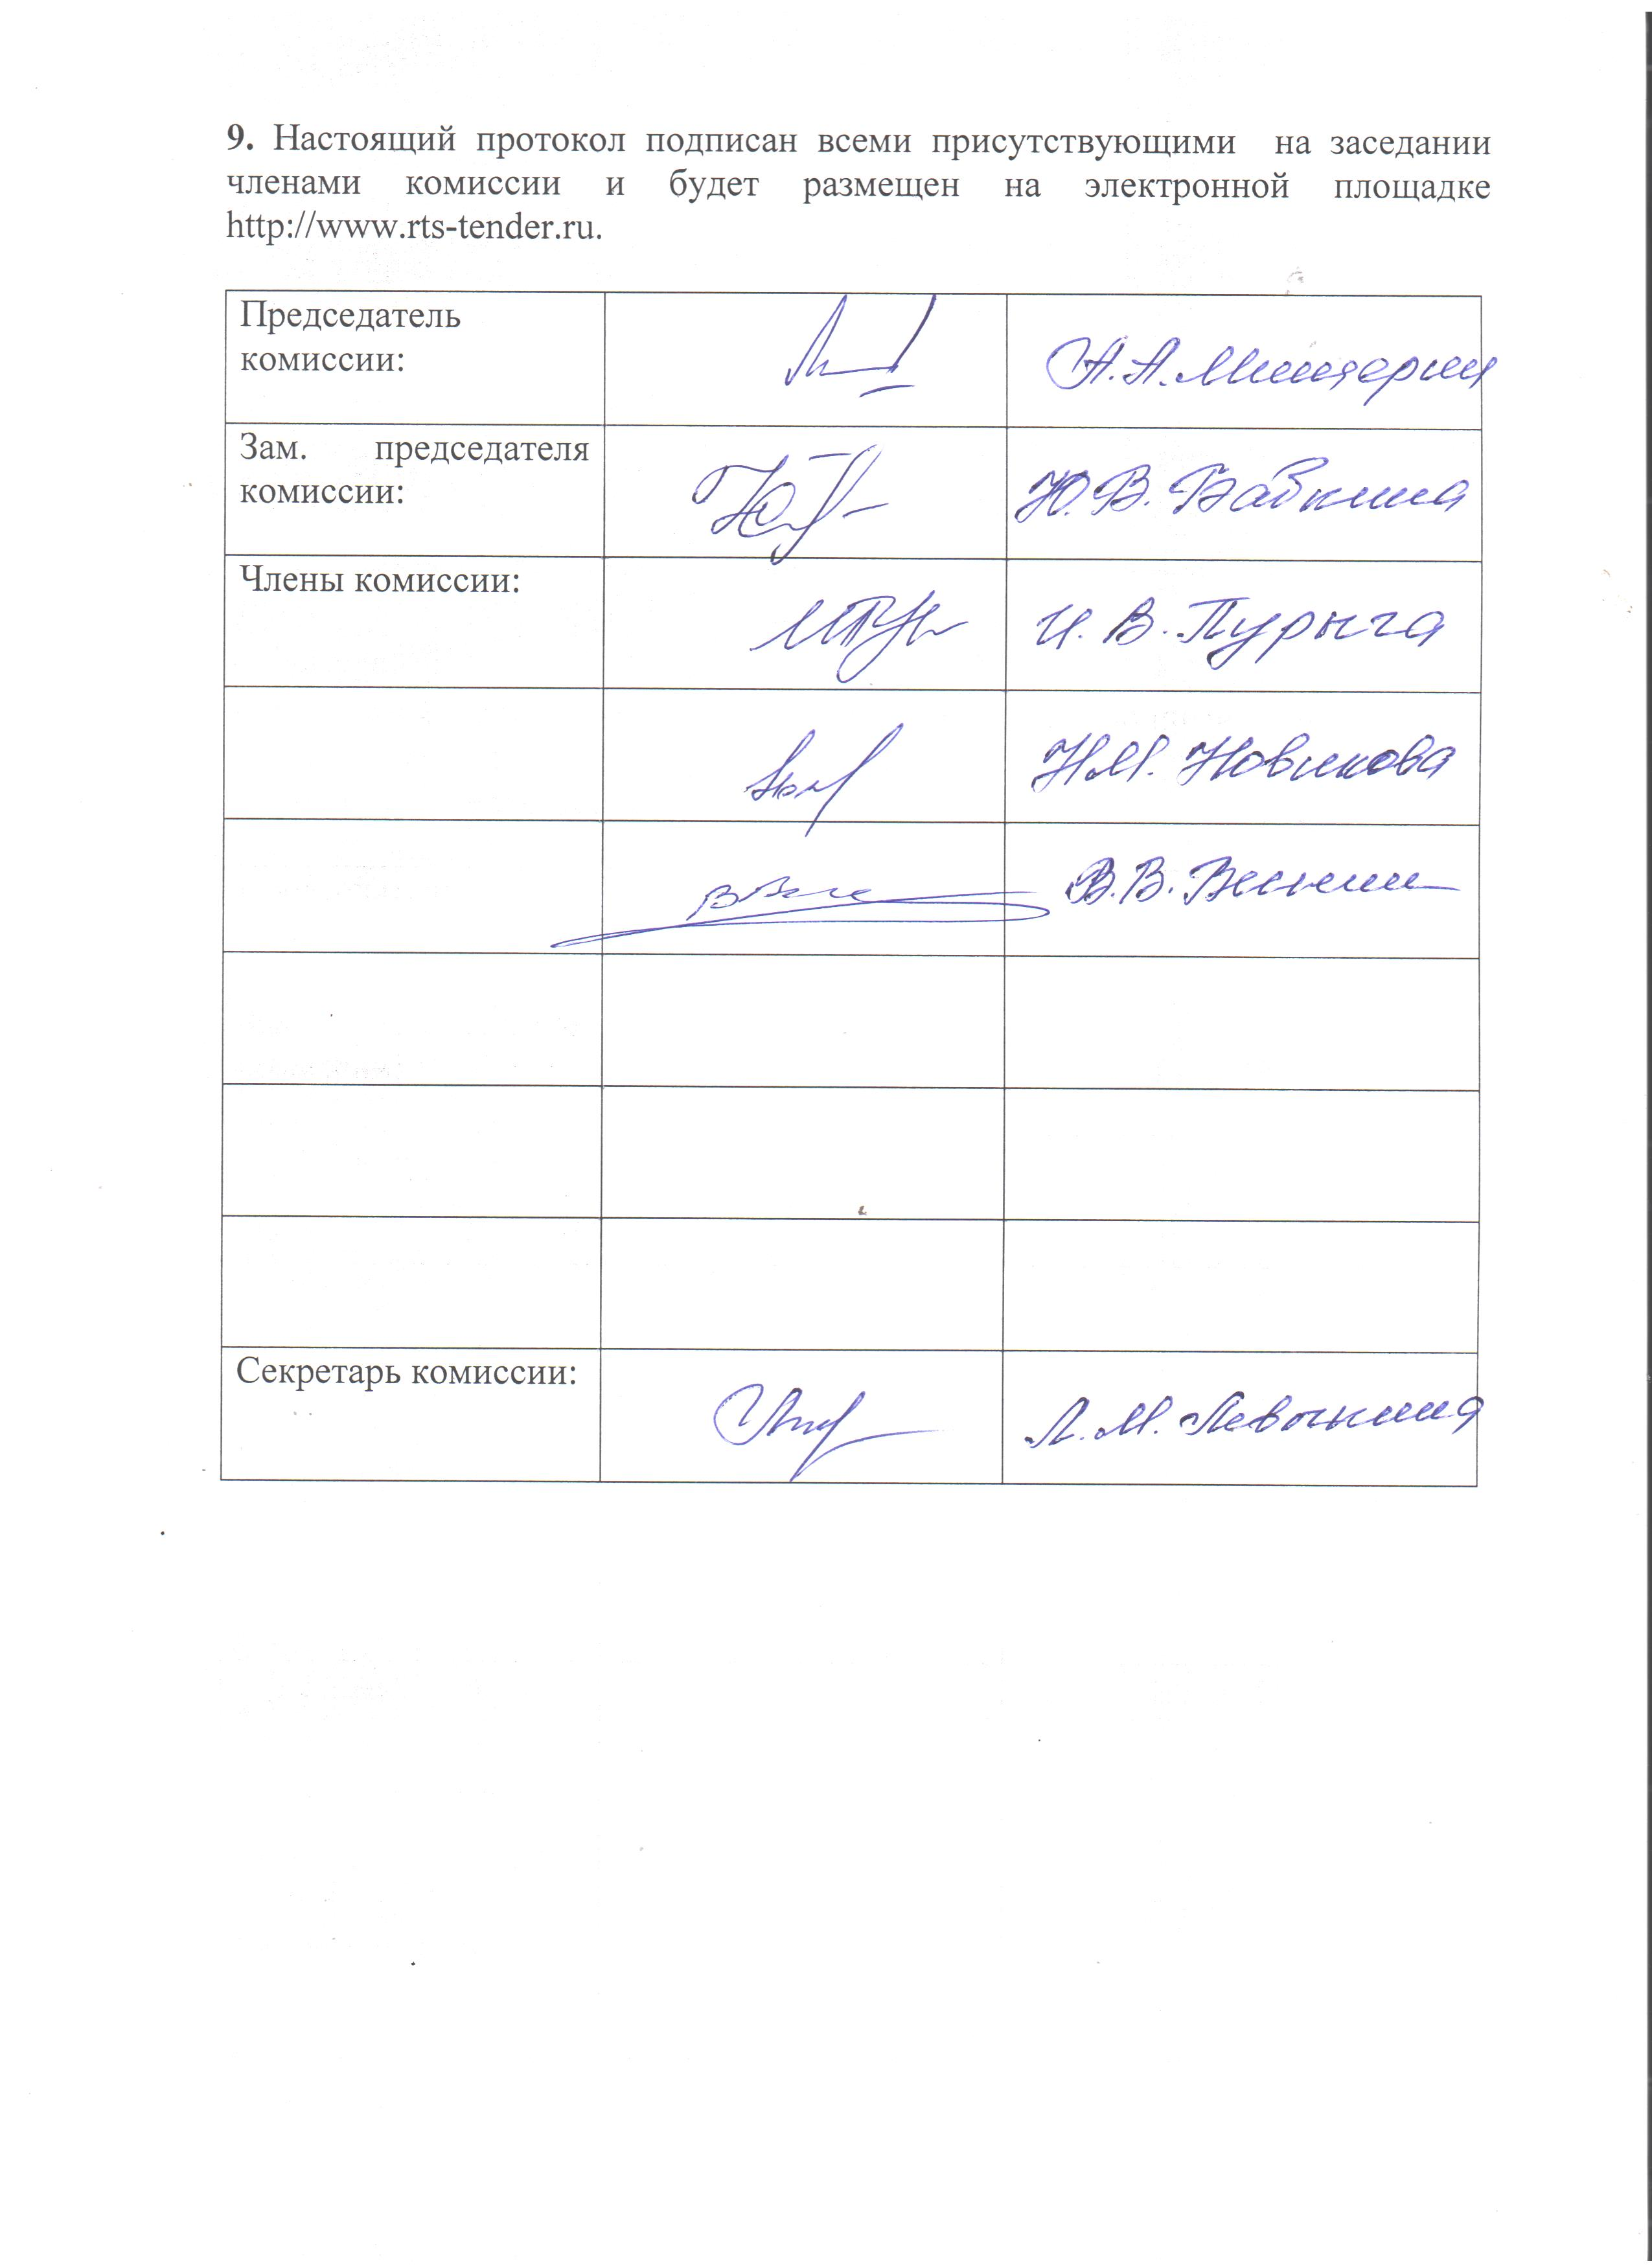 9. Настоящий протокол подписан всеми присутствующими на заседании
членами комиссии и будет размещен на электронной площадке
http://www.rts-tender.ru.
Председатель
комиссии:
А.А.
Зам. председателя
комиссии:
Ю.В. Бабкина
Члены комиссии:
И.В. Пурыга
Н.М. Новикова
В.В.
Секретарь комиссии:
Л.М. Левочкина